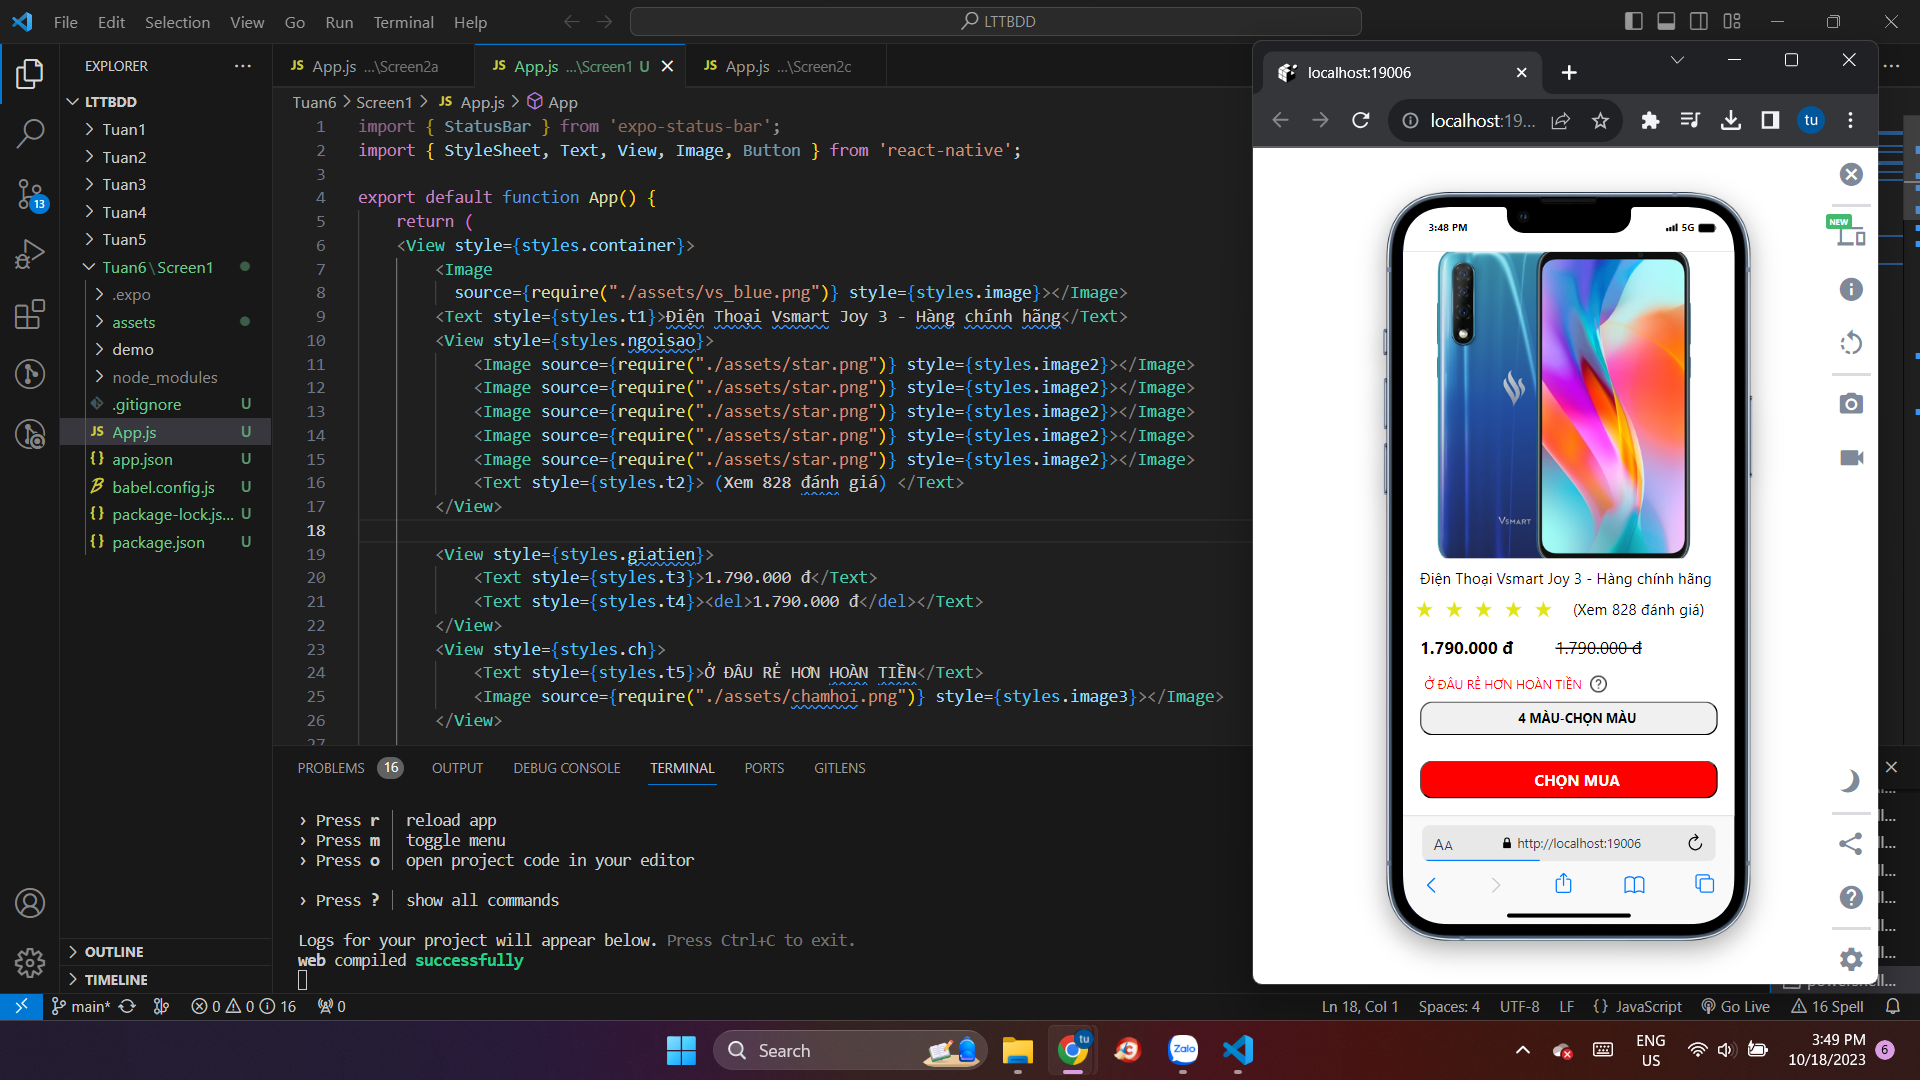 File Edit Selection View Go Run Terminal Help
LTTBDD
EXPLORER
LTTBDD
Tuan1
Tuan2
Tuan3
Tuan4
Tuan5
Tuan6\Screen1
.expo
assets
demo
node_modules
.gitignore U
JS App.js U
{} app.json U
babel.config.js U
{} package-lock.js... U
{} package.json U
OUTLINE
TIMELINE
JS App.js ...\Screen2a
JS App.js ...\Screen1 U
JS App.js ...\Screen2c
Tuan6 > Screen1 > JS App.js > App
1 import { StatusBar } from 'expo-status-bar';
2 import { StyleSheet, Text, View, Image, Button } from 'react-native';
3
4 export default function App() {
5 return (
6 <View style={styles.container}>
7 <Image
8 source={require("./assets/vs_blue.png")} style={styles.image}></Image>
9 <Text style={styles.t1}>Điện Thoại Vsmart Joy 3 - Hàng chính hãng</Text>
10 <View style={styles.ngoisao}>
11 <Image source={require("./assets/star.png")} style={styles.image2}></Image>
12 <Image source={require("./assets/star.png")} style={styles.image2}></Image>
13 <Image source={require("./assets/star.png")} style={styles.image2}></Image>
14 <Image source={require("./assets/star.png")} style={styles.image2}></Image>
15 <Image source={require("./assets/star.png")} style={styles.image2}></Image>
16 <Text style={styles.t2}> (Xem 828 đánh giá) </Text>
17 </View>
18
19 <View style={styles.giatien}>
20 <Text style={styles.t3}>1.790.000 đ</Text>
21 <Text style={styles.t4}><del>1.790.000 đ</del></Text>
22 </View>
23 <View style={styles.ch}>
24 <Text style={styles.t5}>Ở ĐÂU RẺ HƠN HOÀN TIỀN</Text>
25 <Image source={require("./assets/chamhoi.png")} style={styles.image3}></Image>
26 </View>
27
PROBLEMS 16 OUTPUT DEBUG CONSOLE TERMINAL PORTS GITLENS
› Press r │ reload app
› Press m │ toggle menu
› Press o │ open project code in your editor
› Press ? │ show all commands
Logs for your project will appear below. Press Ctrl+C to exit.
web compiled successfully
localhost:19006
localhost:19...
tu
NEW
3:48 PM
5G
VSMART
Điện Thoại Vsmart Joy 3 - Hàng chính hãng
(Xem 828 đánh giá)
1.790.000 đ 1.790.000 đ
Ở ĐÂU RẺ HƠN HOÀN TIỀN ?
4 MÀU-CHỌN MÀU
CHỌN MUA
AA http://localhost:19006
13
main* 0 0 16 0
Ln 18, Col 1 Spaces: 4 UTF-8 LF {} JavaScript Go Live 16 Spell
Search
tu
Zalo
ENG
US
3:49 PM
10/18/2023
6